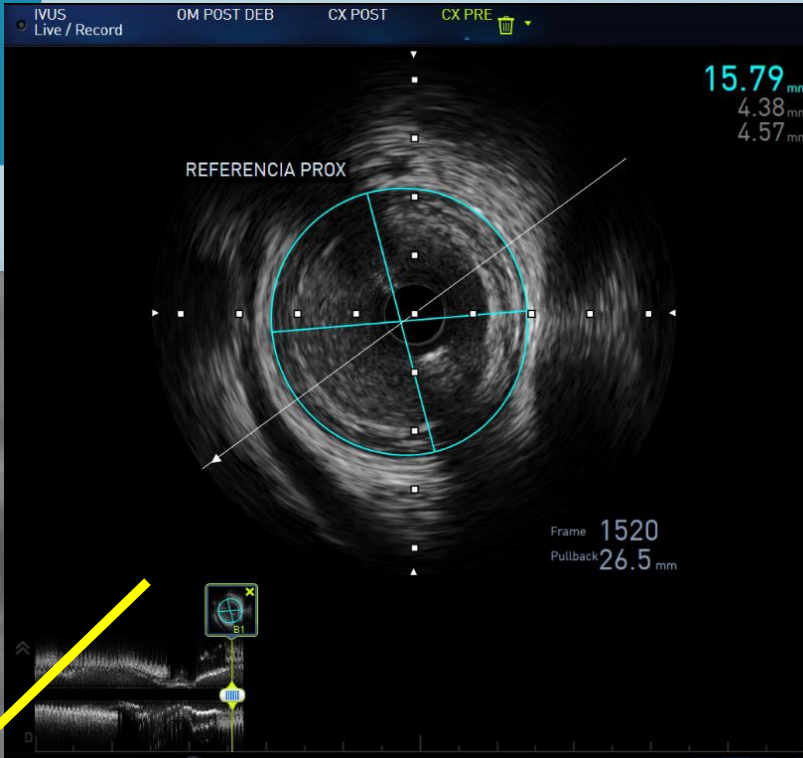 IVUS
Live / Record
OM POST DEB
CX POST
CX PRE
15.79 mm
4.38 mm
4.57 mm
REFERENCIA PROX
Frame 1520
Pullback 26.5 mm
B1
D